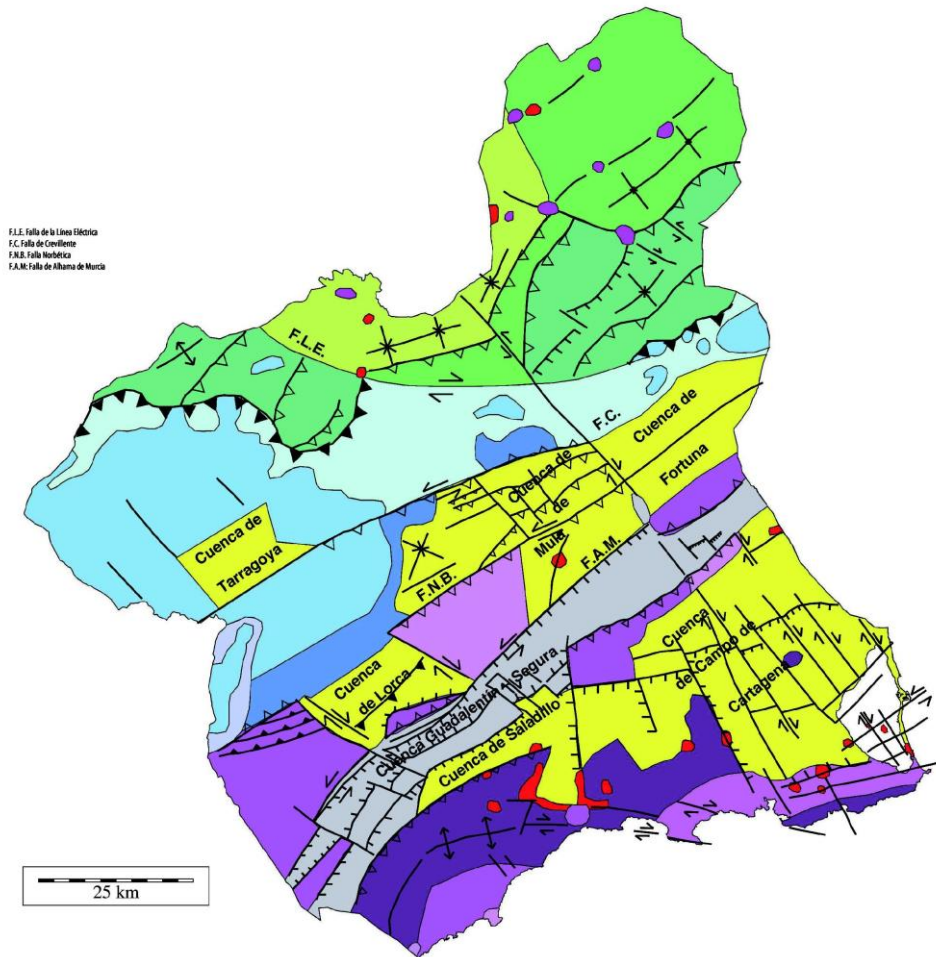 F.L.E. Falla de la Línea Eléctrica
F.C. Falla de Crevillente
F.N.B. Falla Norbética
F.A.M: Falla de Alhama de Murcia
F.L.E.
F.C.
Cuenca de
Fortuna
Cuenca de
de
Mula
Cuenca de
Tarragoya
F.N.B.
F.A.M.
Cuenca
de Lorca
Cuenca Guadalentín - Segura
Cuenca de Saladillo
Cuenca
de Campo de
Cartagena
25 km